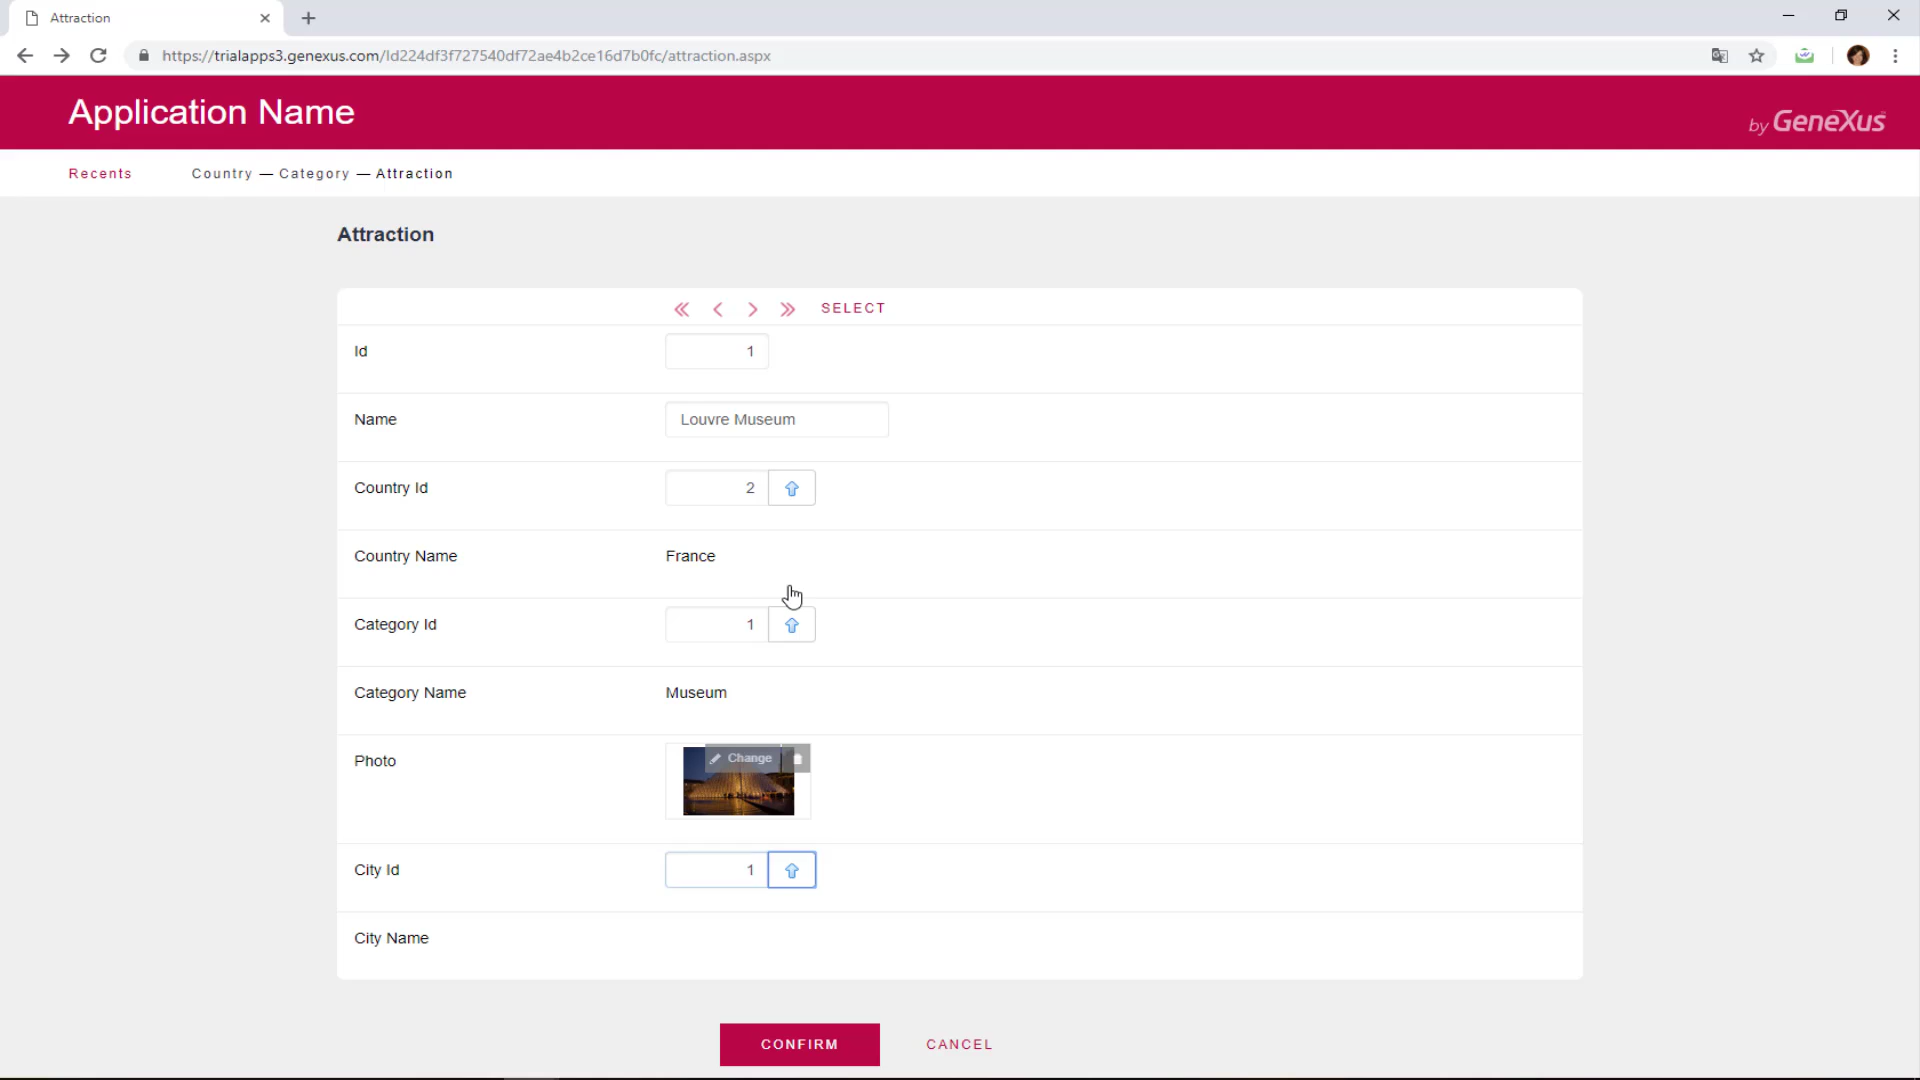 Attraction
https://trialapps3.genexus.com/Id224df3f727540df72ae4b2ce16d7b0fc/attraction.aspx
Application Name
by GeneXus
Recents Country — Category — Attraction
Attraction
SELECT
Id 1
Name Louvre Museum
Country Id 2
Country Name France
Category Id 1
Category Name Museum
Photo Change
City Id 1
City Name
CONFIRM CANCEL